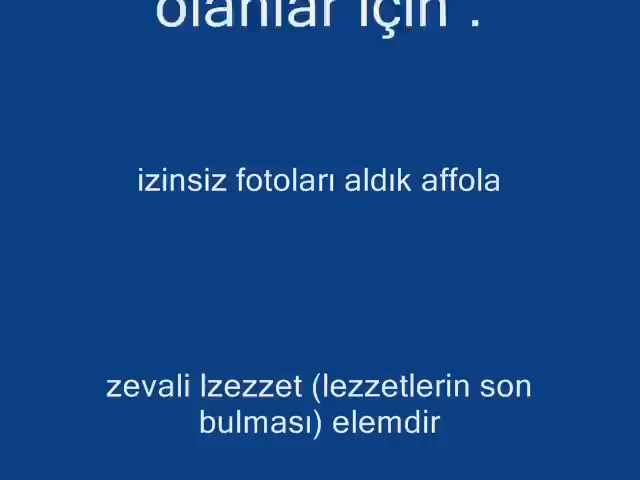 olanlar için .
izinsiz fotoları aldık affola
zevali lzezzet (lezzetlerin son
bulması) elemdir